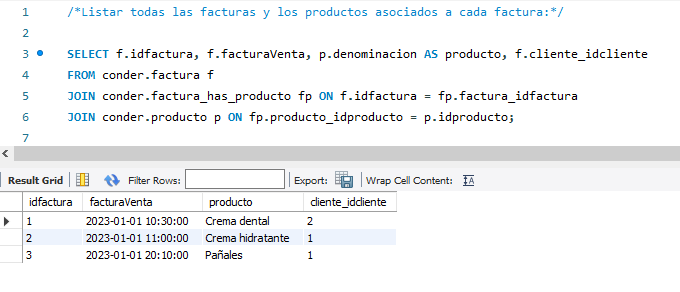 1 /*Listar todas las facturas y los productos asociados a cada factura:*/
2
3 SELECT f.idfactura, f.facturaVenta, p.denominacion AS producto, f.cliente_idcliente
4 FROM conder.factura f
5 JOIN conder.factura_has_producto fp ON f.idfactura = fp.factura_idfactura
6 JOIN conder.producto p ON fp.producto_idproducto = p.idproducto;
7
Result Grid Filter Rows: Export: Wrap Cell Content:
idfactura facturaVenta producto cliente_idcliente
1 2023-01-01 10:30:00 Crema dental 2
2 2023-01-01 11:00:00 Crema hidratante 1
3 2023-01-01 20:10:00 Pañales 1